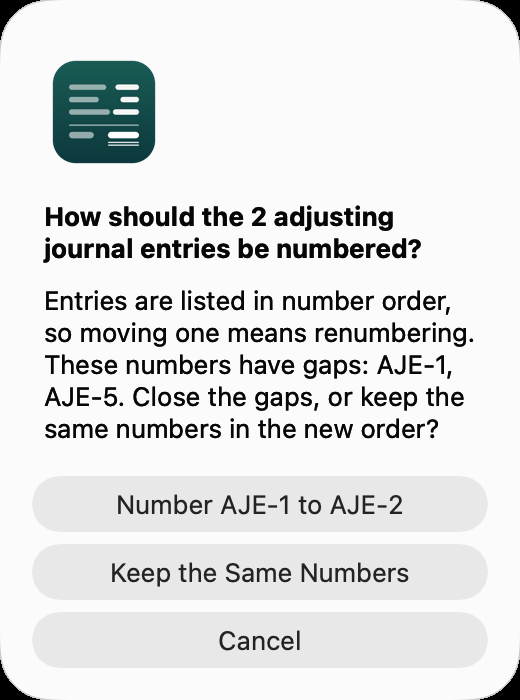 How should the 2 adjusting
journal entries be numbered?
Entries are listed in number order,
so moving one means renumbering.
These numbers have gaps: AJE-1,
AJE-5. Close the gaps, or keep the
same numbers in the new order?
Number AJE-1 to AJE-2
Keep the Same Numbers
Cancel